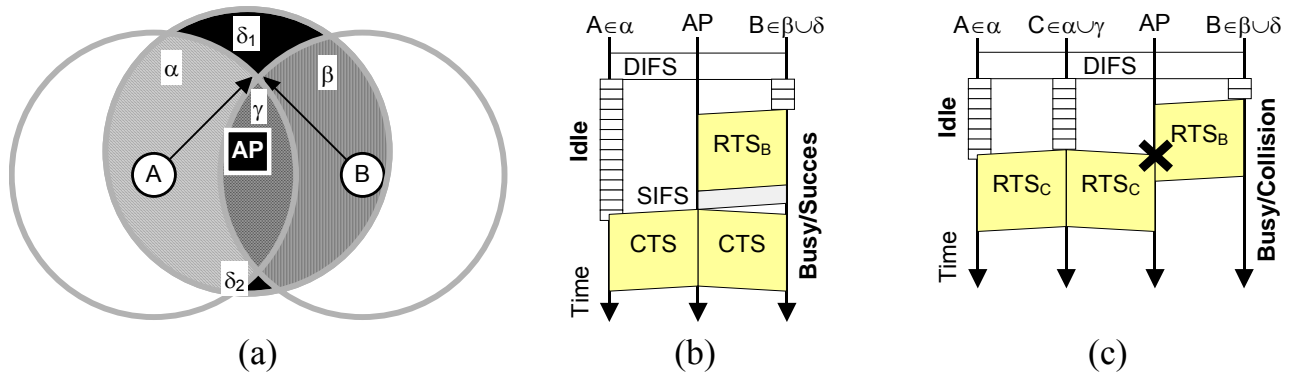 δ1
α
β
γ
AP
A
B
(a)
A∈α AP B∈β∪δ
DIFS
Idle
RTSB
SIFS
CTS CTS
Busy/Succes
Time
(b)
A∈α C∈α∪γ AP B∈β∪δ
DIFS
Idle
RTSB
RTSC RTSC
Busy/Collision
Time
(c)
δ2